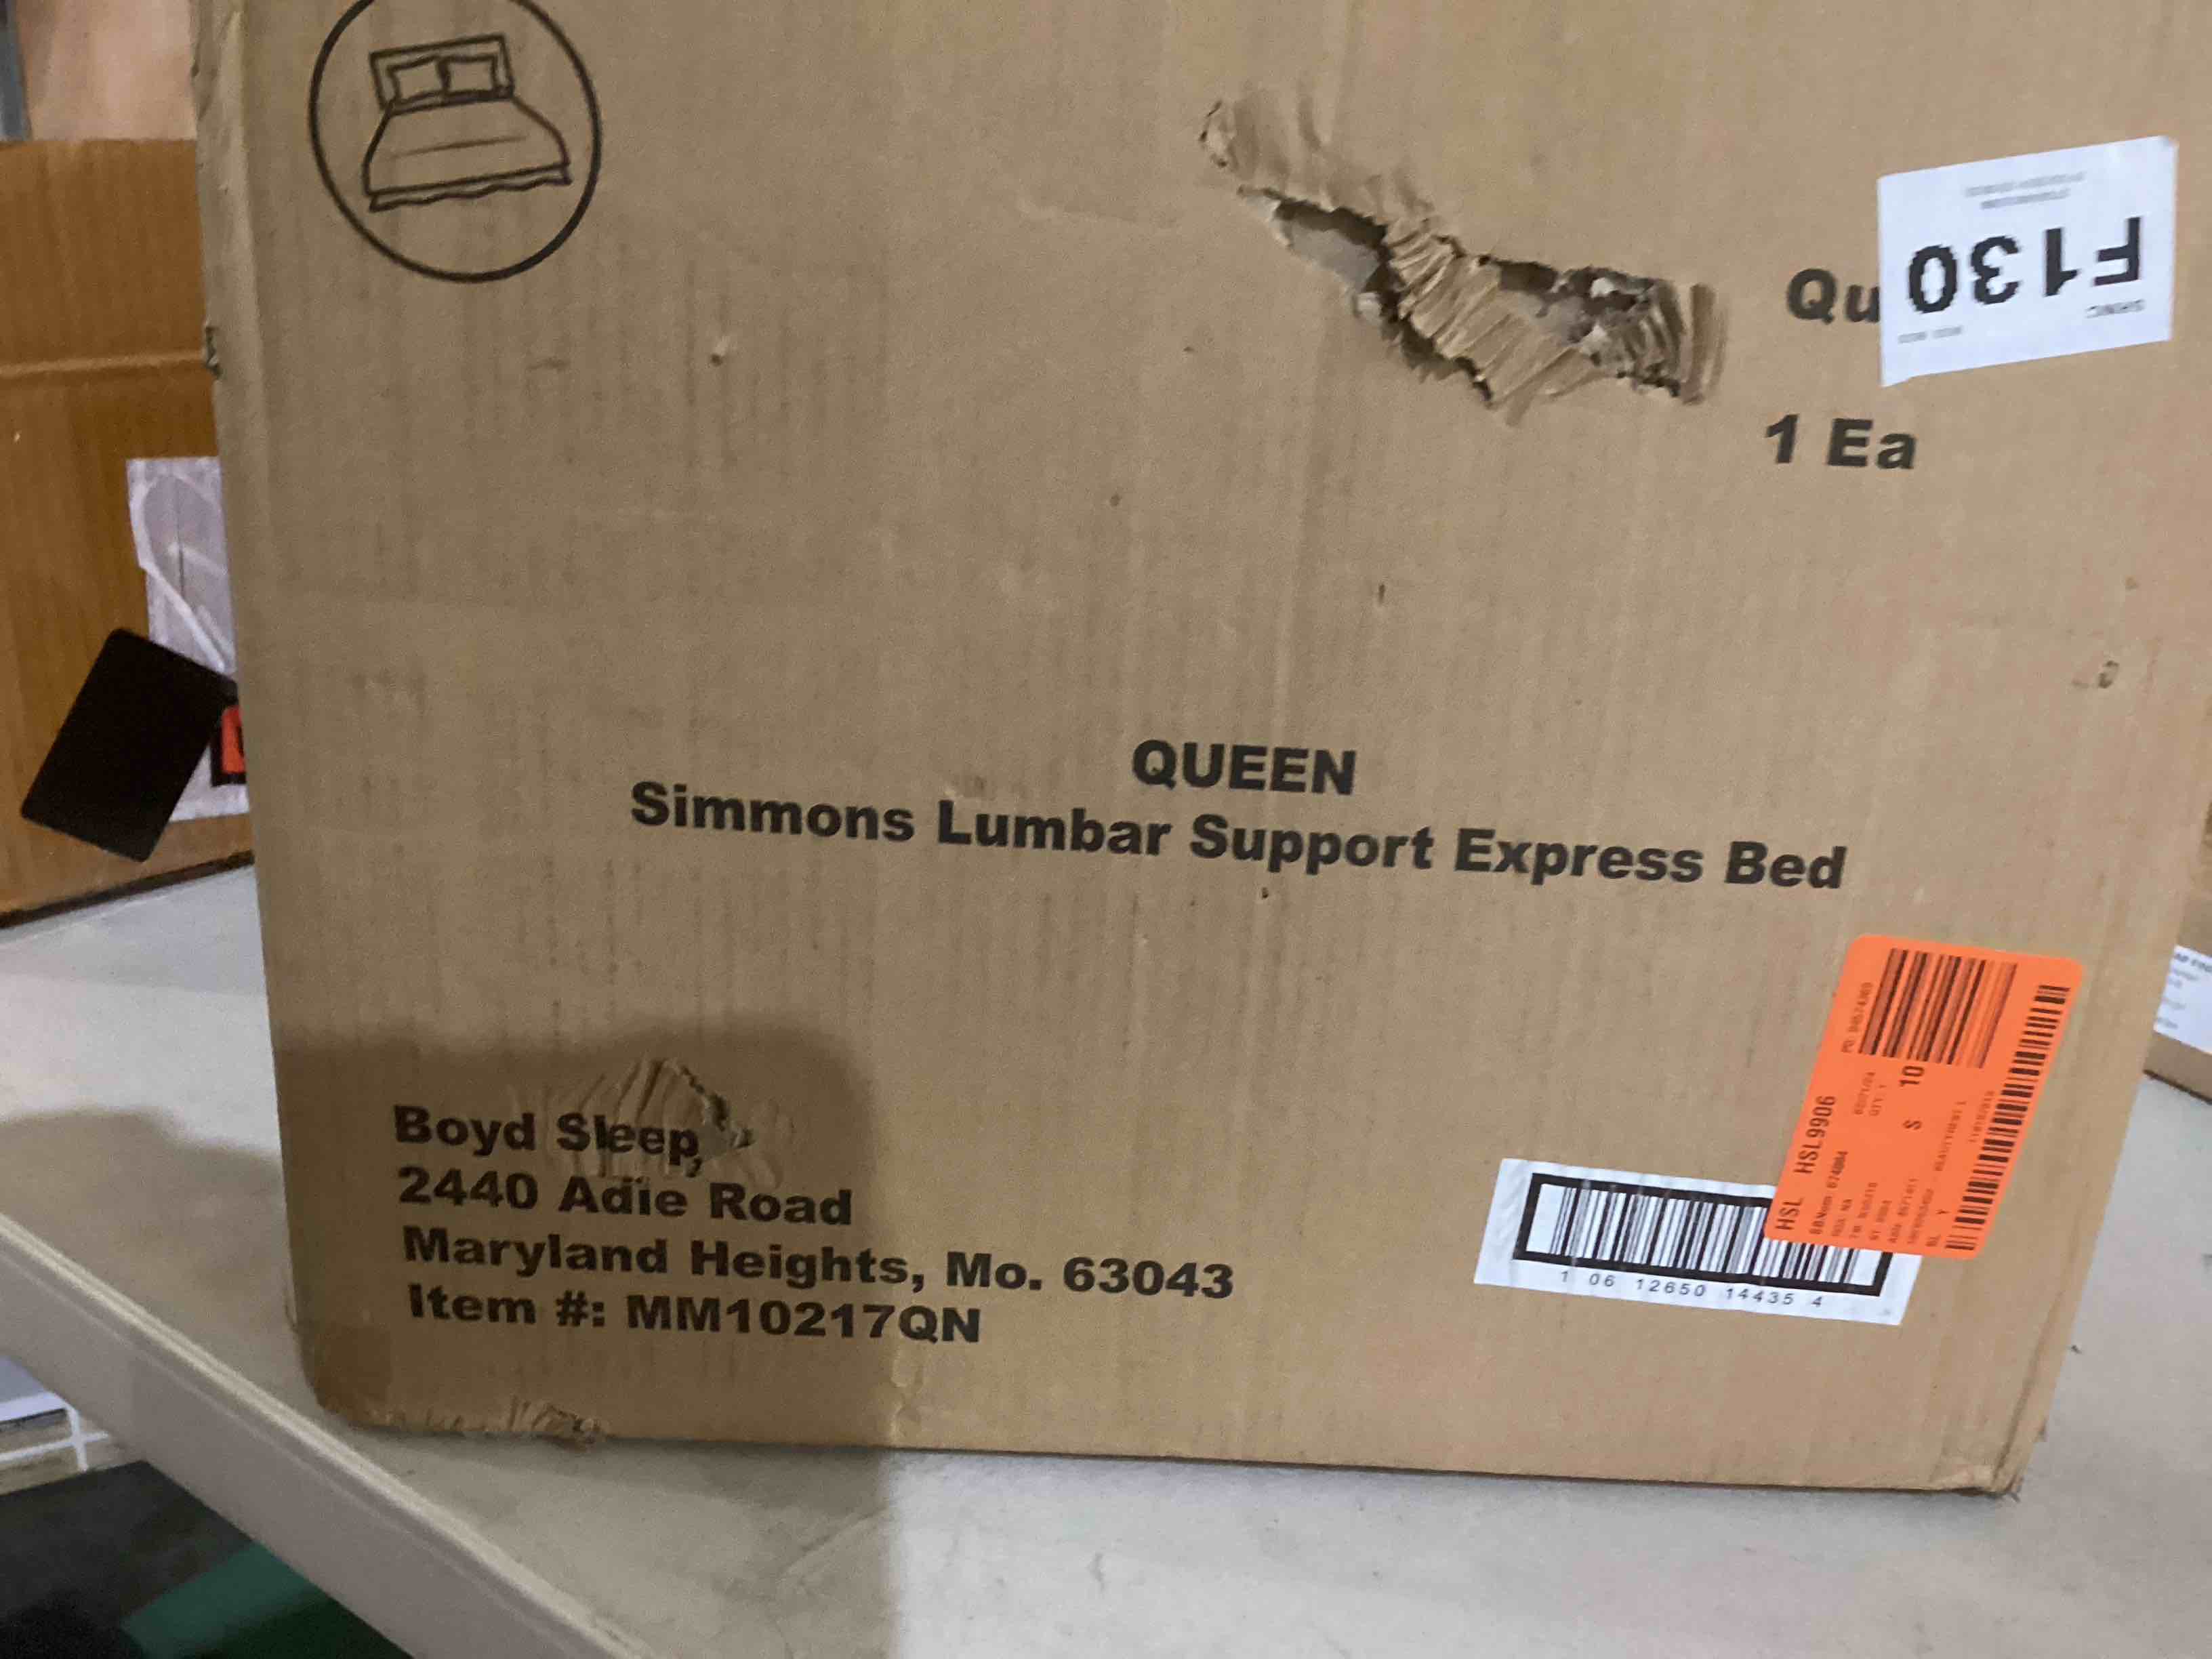 Qu
F130
1 Ea
QUEEN
Simmons Lumbar Support Express Bed
Boyd Sleep,
2440 Adie Road
Maryland Heights, Mo. 63043
Item #: MM10217QN
HSL HSL9906
$ 10
1 06 12650 14435 4